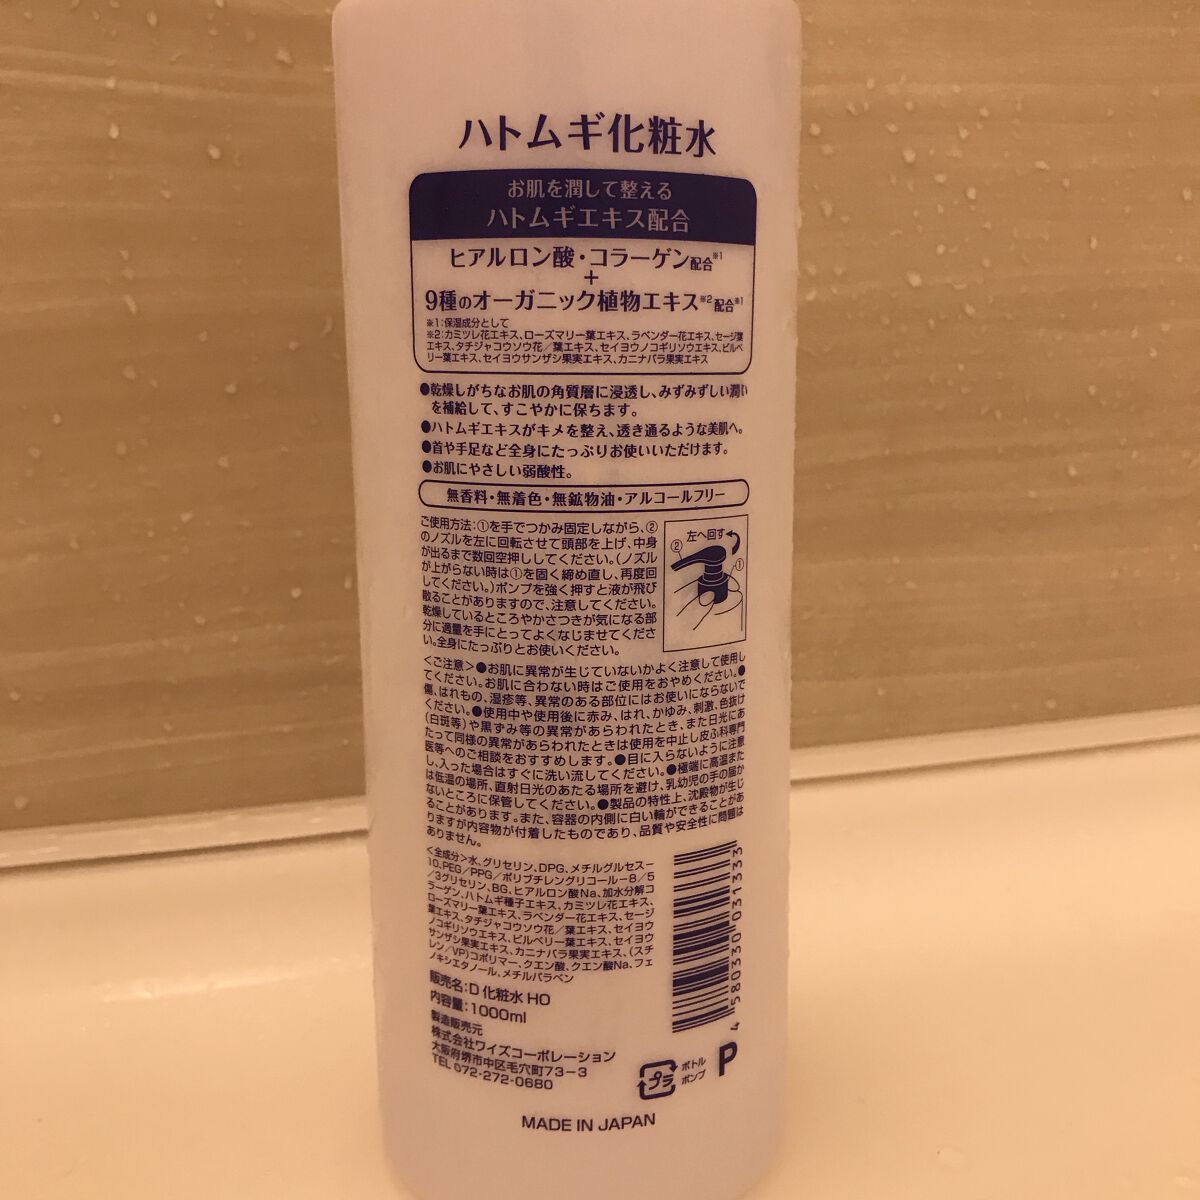 ハトムギ化粧水
お肌を潤して整える
ハトムギエキス配合
ヒアルロン酸・コラーゲン配合※1
+
9種のオーガニック植物エキス※2配合※1
※1:保湿成分として
※2:カミツレ花エキス、ローズマリー葉エキス、ラベンダー花エキス、セージ葉
エキス、タチジャコウソウ花／葉エキス、セイヨウノコギリソウエキス、ビルベ
リー葉エキス、セイヨウサンザシ果実エキス、カニナバラ果実エキス
●乾燥しがちなお肌の角質層に浸透し、みずみずしい潤い
を補給して、すこやかに保ちます。
●ハトムギエキスがキメを整え、透き通るような美肌へ。
●首や手足など全身にたっぷりお使いいただけます。
●お肌にやさしい弱酸性。
無香料・無着色・無鉱物油・アルコールフリー
ご使用方法:①を手でつかみ固定しながら、②
のノズルを左に回転させて頭部を上げ、中身
が出るまで数回空押ししてください。(ノズル
が上がらない時は①を固く締め直し、再度回
してください。)ポンプを強く押すと液が飛び
散ることがありますので、注意してください。
乾燥しているところやかさつきが気になる部
分に適量を手にとってよくなじませてくださ
い。全身にたっぷりとお使いください。
左へ回す
②
①
＜ご注意＞●お肌に異常が生じていないかよく注意して使用し
てください。お肌に合わない時はご使用をおやめください。●
傷、はれもの、湿疹等、異常のある部位にはお使いにならないで
ください。●使用中や使用後に赤み、はれ、かゆみ、刺激、色抜け
(白斑等)や黒ずみ等の異常があらわれたとき、また日光にあ
たって同様の異常があらわれたときは使用を中止し皮ふ科専門
医等へのご相談をおすすめします。●目に入らないように注意
し、入った場合はすぐに洗い流してください。●極端に高温また
は低温の場所、直射日光のあたる場所を避け、乳幼児の手の届か
ないところに保管してください。●製品の特性上、沈殿物が生じ
ることがあります。また、容器の内側に白い輪ができることがあ
りますが内容物が付着したものであり、品質や安全性に問題は
ありません。
＜全成分＞水、グリセリン、DPG、メチルグルセスー
10、PEG／PPG／ポリブチレングリコールー8／5
／3グリセリン、BG、ヒアルロン酸Na、加水分解コ
ラーゲン、ハトムギ種子エキス、カミツレ花エキス、
ローズマリー葉エキス、ラベンダー花エキス、セージ
葉エキス、タチジャコウソウ花／葉エキス、セイヨウ
ノコギリソウエキス、ビルベリー葉エキス、セイヨウ
サンザシ果実エキス、カニナバラ果実エキス、(スチ
レン／VP)コポリマー、クエン酸、クエン酸Na、フェ
ノキシエタノール、メチルパラベン
4 580330 031333
販売名:D 化粧水 HO
内容量:1000ml
製造販売元
株式会社ワイズコーポレーション
大阪府堺市中区毛穴町73－3
TEL 072-272-0680
プラ
ボトル
ポンプ
P
MADE IN JAPAN